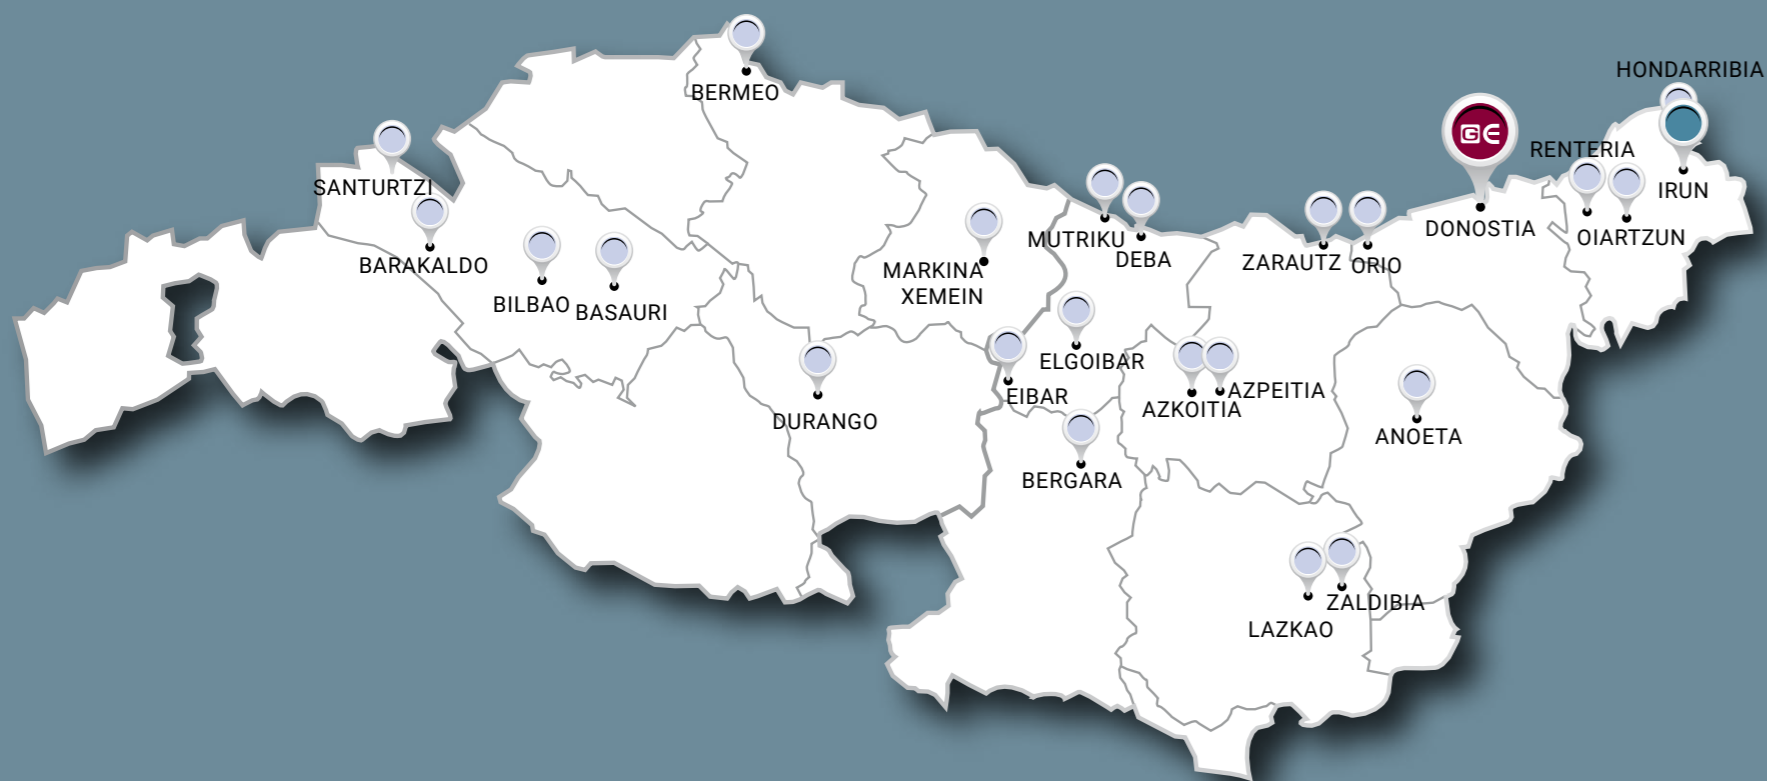 HONDARRIBIA
BERMEO
GE
RENTERIA
SANTURTZI
IRUN
DONOSTIA
OIARTZUN
MUTRIKU
DEBA
ZARAUTZ
ORIO
BARAKALDO
MARKINA
XEMEIN
BILBAO
BASAURI
ELGOIBAR
AZPEITIA
EIBAR
AZKOITIA
DURANGO
ANOETA
BERGARA
ZALDIBIA
LAZKAO